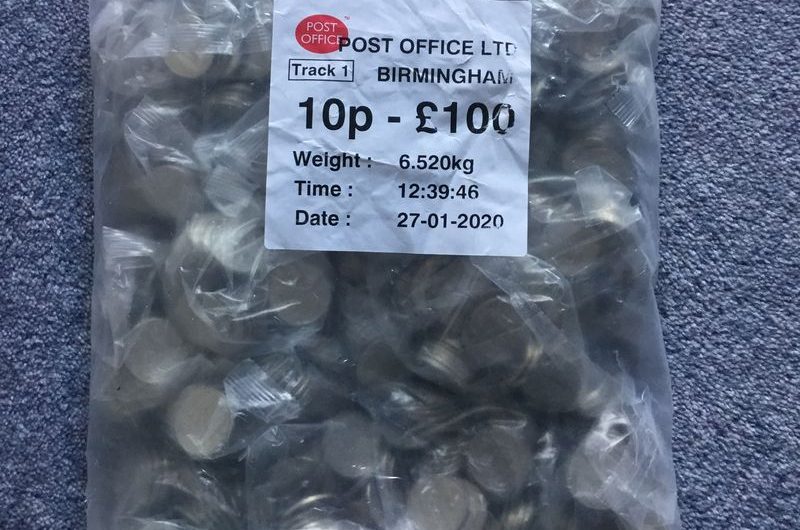 POST
OFFICE
POST OFFICE LTD
Track 1
BIRMINGHAM
10p - £100
Weight : 6.520kg
Time : 12:39:46
Date : 27-01-2020